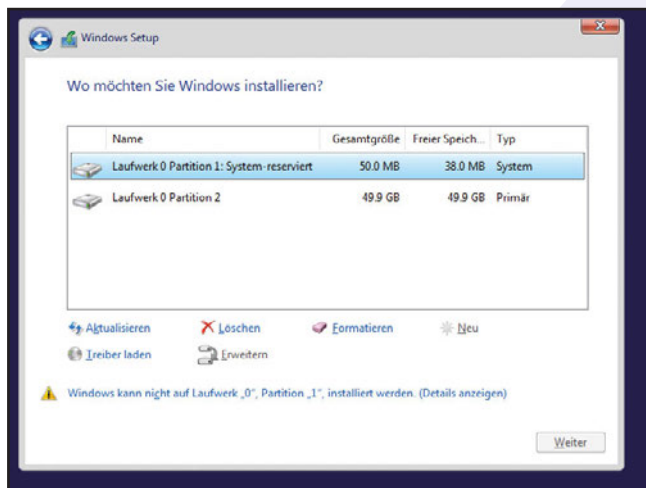 Windows Setup
Wo möchten Sie Windows installieren?
Name Gesamtgröße Freier Speich... Typ
Laufwerk 0 Partition 1: System-reserviert 50.0 MB 38.0 MB System
Laufwerk 0 Partition 2 49.9 GB 49.9 GB Primär
Aktualisieren Löschen Formatieren Neu
Treiber laden Erweitern
Windows kann night auf Laufwerk „0“, Partition „1“, installiert werden. (Details anzeigen)
Weiter